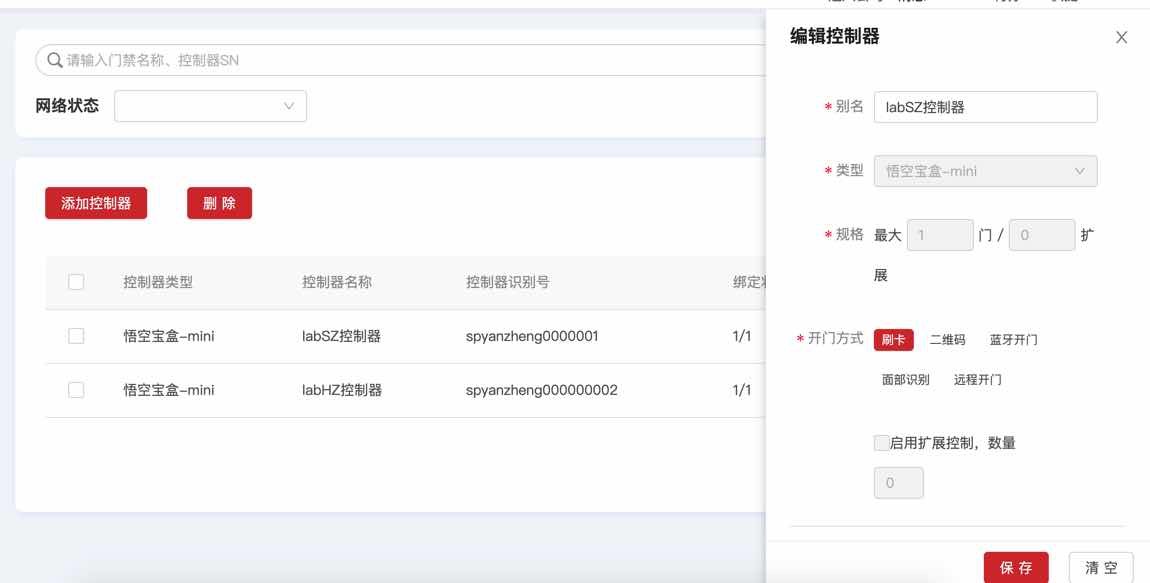 请输入门禁名称、控制器SN
网络状态
添加控制器
删 除
控制器类型 控制器名称 控制器识别号 绑定
悟空宝盒-mini labSZ控制器 spyanzheng0000001 1/1
悟空宝盒-mini labHZ控制器 spyanzheng000000002 1/1
编辑控制器
* 别名 labSZ控制器
* 类型 悟空宝盒-mini
* 规格 最大 1 门 / 0 扩
展
* 开门方式 刷卡 二维码 蓝牙开门
面部识别 远程开门
启用扩展控制，数量
0
保 存 清 空